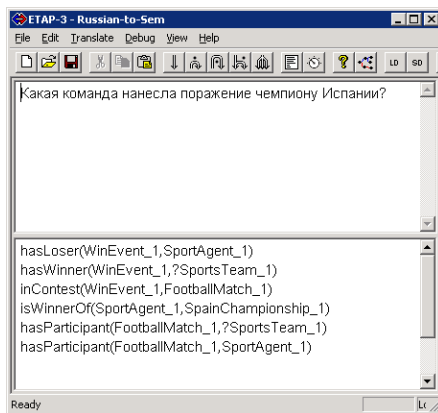 ETAP-3 - Russian-to-Sem
File Edit Translate Debug View Help
LD SD
Какая команда нанесла поражение чемпиону Испании?
hasLoser(WinEvent_1,SportAgent_1)
hasWinner(WinEvent_1,?SportsTeam_1)
inContest(WinEvent_1,FootballMatch_1)
isWinnerOf(SportAgent_1,SpainChampionship_1)
hasParticipant(FootballMatch_1,?SportsTeam_1)
hasParticipant(FootballMatch_1,SportAgent_1)
Ready